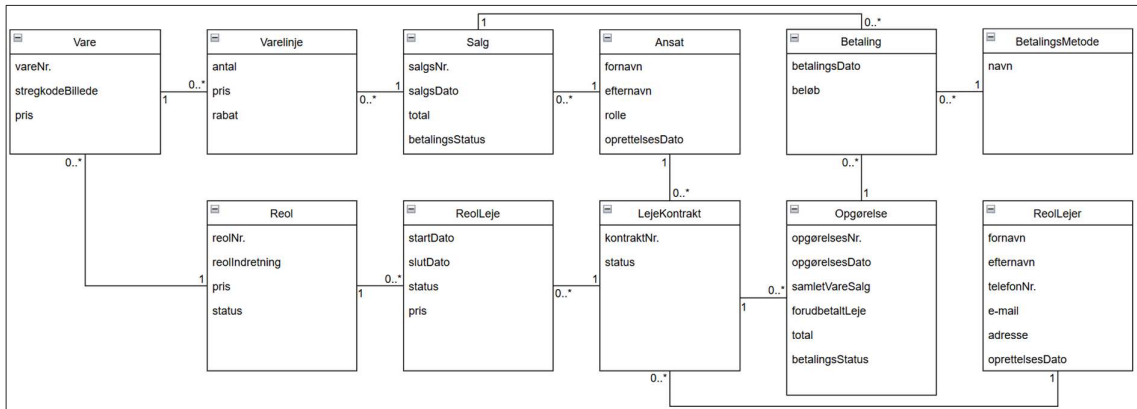 1
0..*
Vare
vareNr.
stregkodeBillede
pris
0..*
1
0..*
Varelinje
antal
pris
rabat
0..*
1
Salg
salgsNr.
salgsDato
total
betalingsStatus
0..*
1
Ansat
fornavn
efternavn
rolle
oprettelsesDato
1
0..*
Betaling
betalingsDato
beløb
0..*
1
0..*
1
BetalingsMetode
navn
Reol
reolNr.
reolIndretning
pris
status
1
1
0..*
ReolLeje
startDato
slutDato
status
pris
0..*
1
LejeKontrakt
kontraktNr.
status
1
0..*
0..*
Opgørelse
opgørelsesNr.
opgørelsesDato
samletVareSalg
forudbetaltLeje
total
betalingsStatus
ReolLejer
fornavn
efternavn
telefonNr.
e-mail
adresse
oprettelsesDato
1